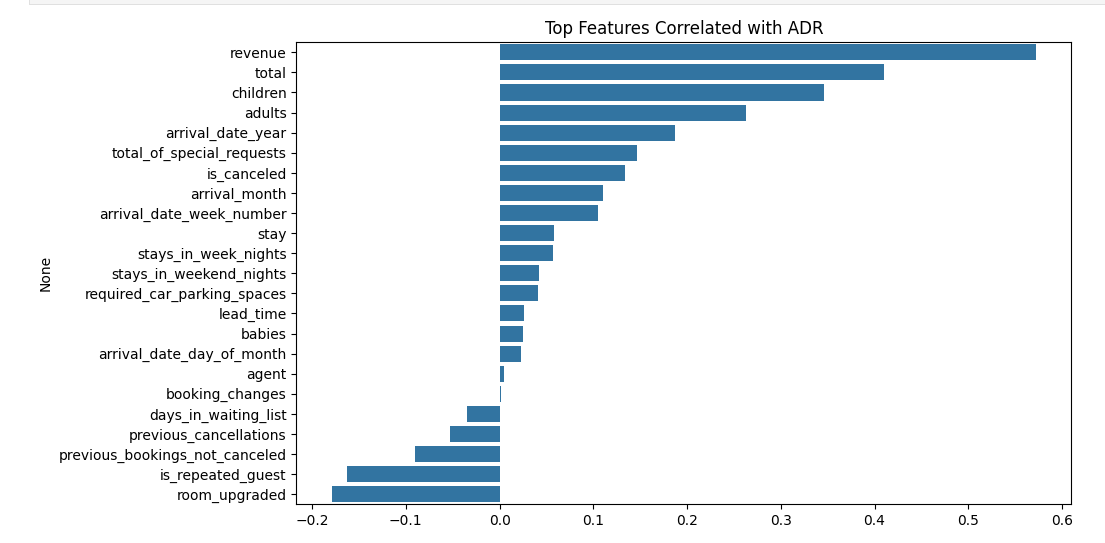 Top Features Correlated with ADR
revenue
total
children
adults
arrival_date_year
total_of_special_requests
is_canceled
arrival_month
arrival_date_week_number
stay
stays_in_week_nights
None
stays_in_weekend_nights
required_car_parking_spaces
lead_time
babies
arrival_date_day_of_month
agent
booking_changes
days_in_waiting_list
previous_cancellations
previous_bookings_not_canceled
is_repeated_guest
room_upgraded
−0.2 −0.1 0.0 0.1 0.2 0.3 0.4 0.5 0.6